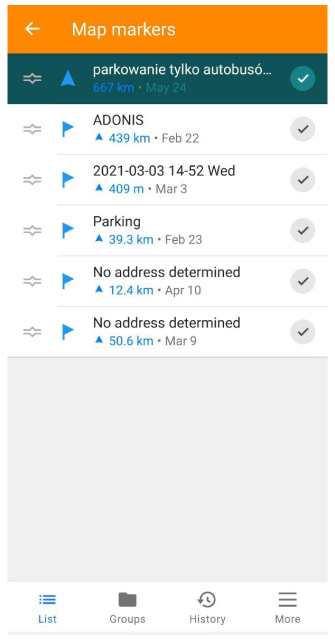 Map markers
parkowanie tylko autobusó...
667 km • May 24
ADONIS
439 km • Feb 22
2021-03-03 14-52 Wed
409 m • Mar 3
Parking
39.3 km • Feb 23
No address determined
12.4 km • Apr 10
No address determined
50.6 km • Mar 9
List Groups History More